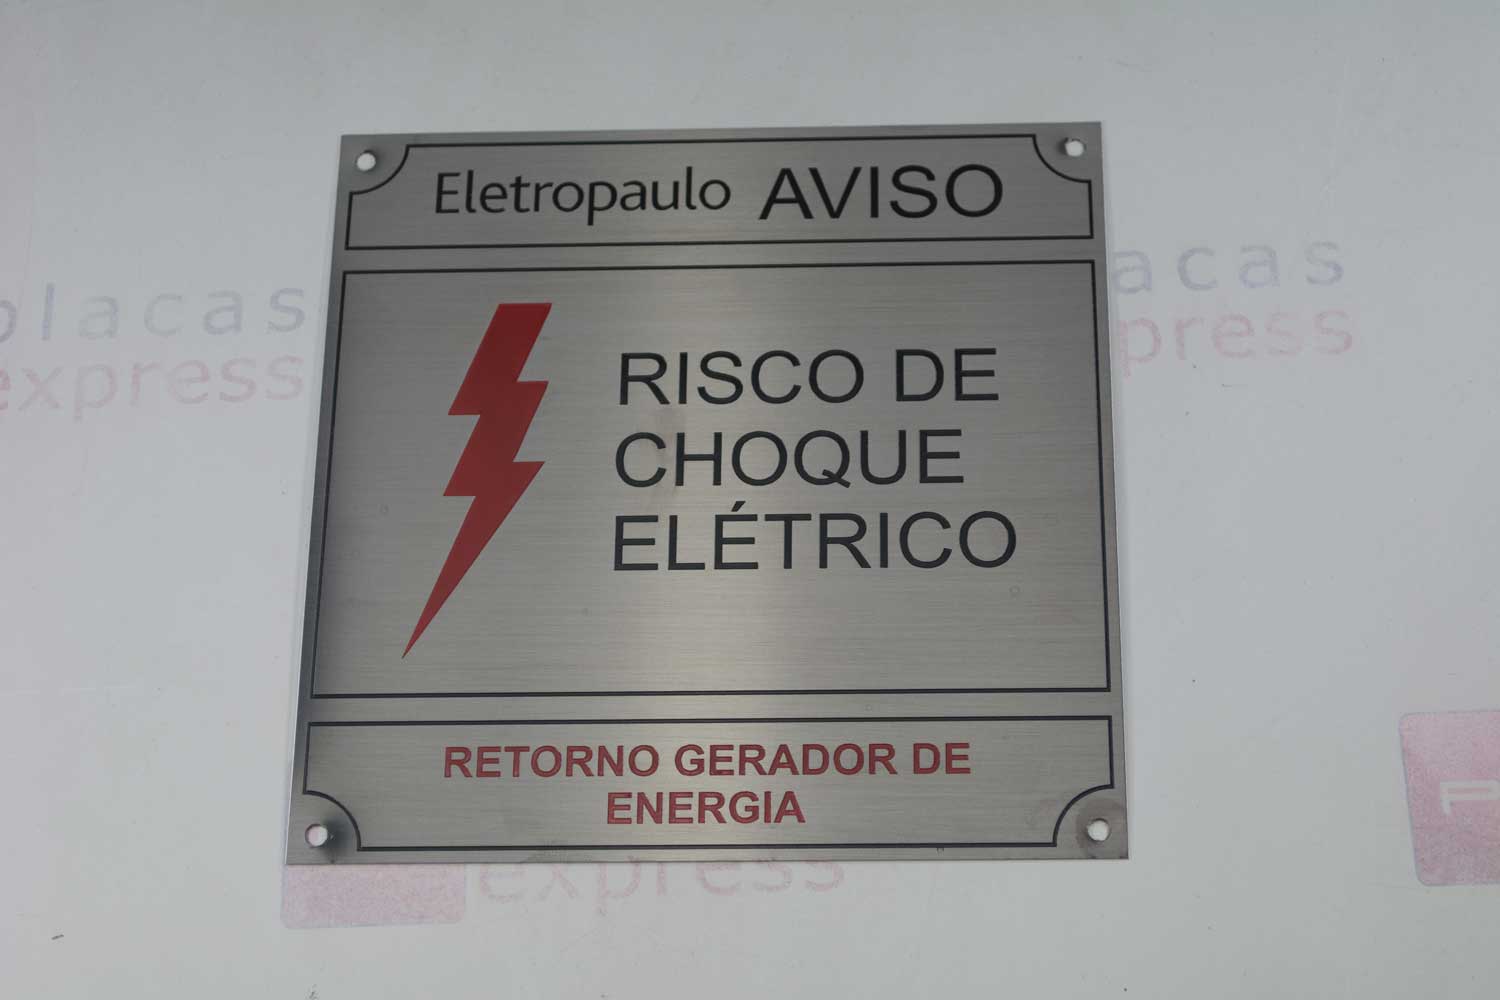 Eletropaulo AVISO
placas
express
acas
press
RISCO DE
CHOQUE
ELÉTRICO
RETORNO GERADOR DE
ENERGIA
express